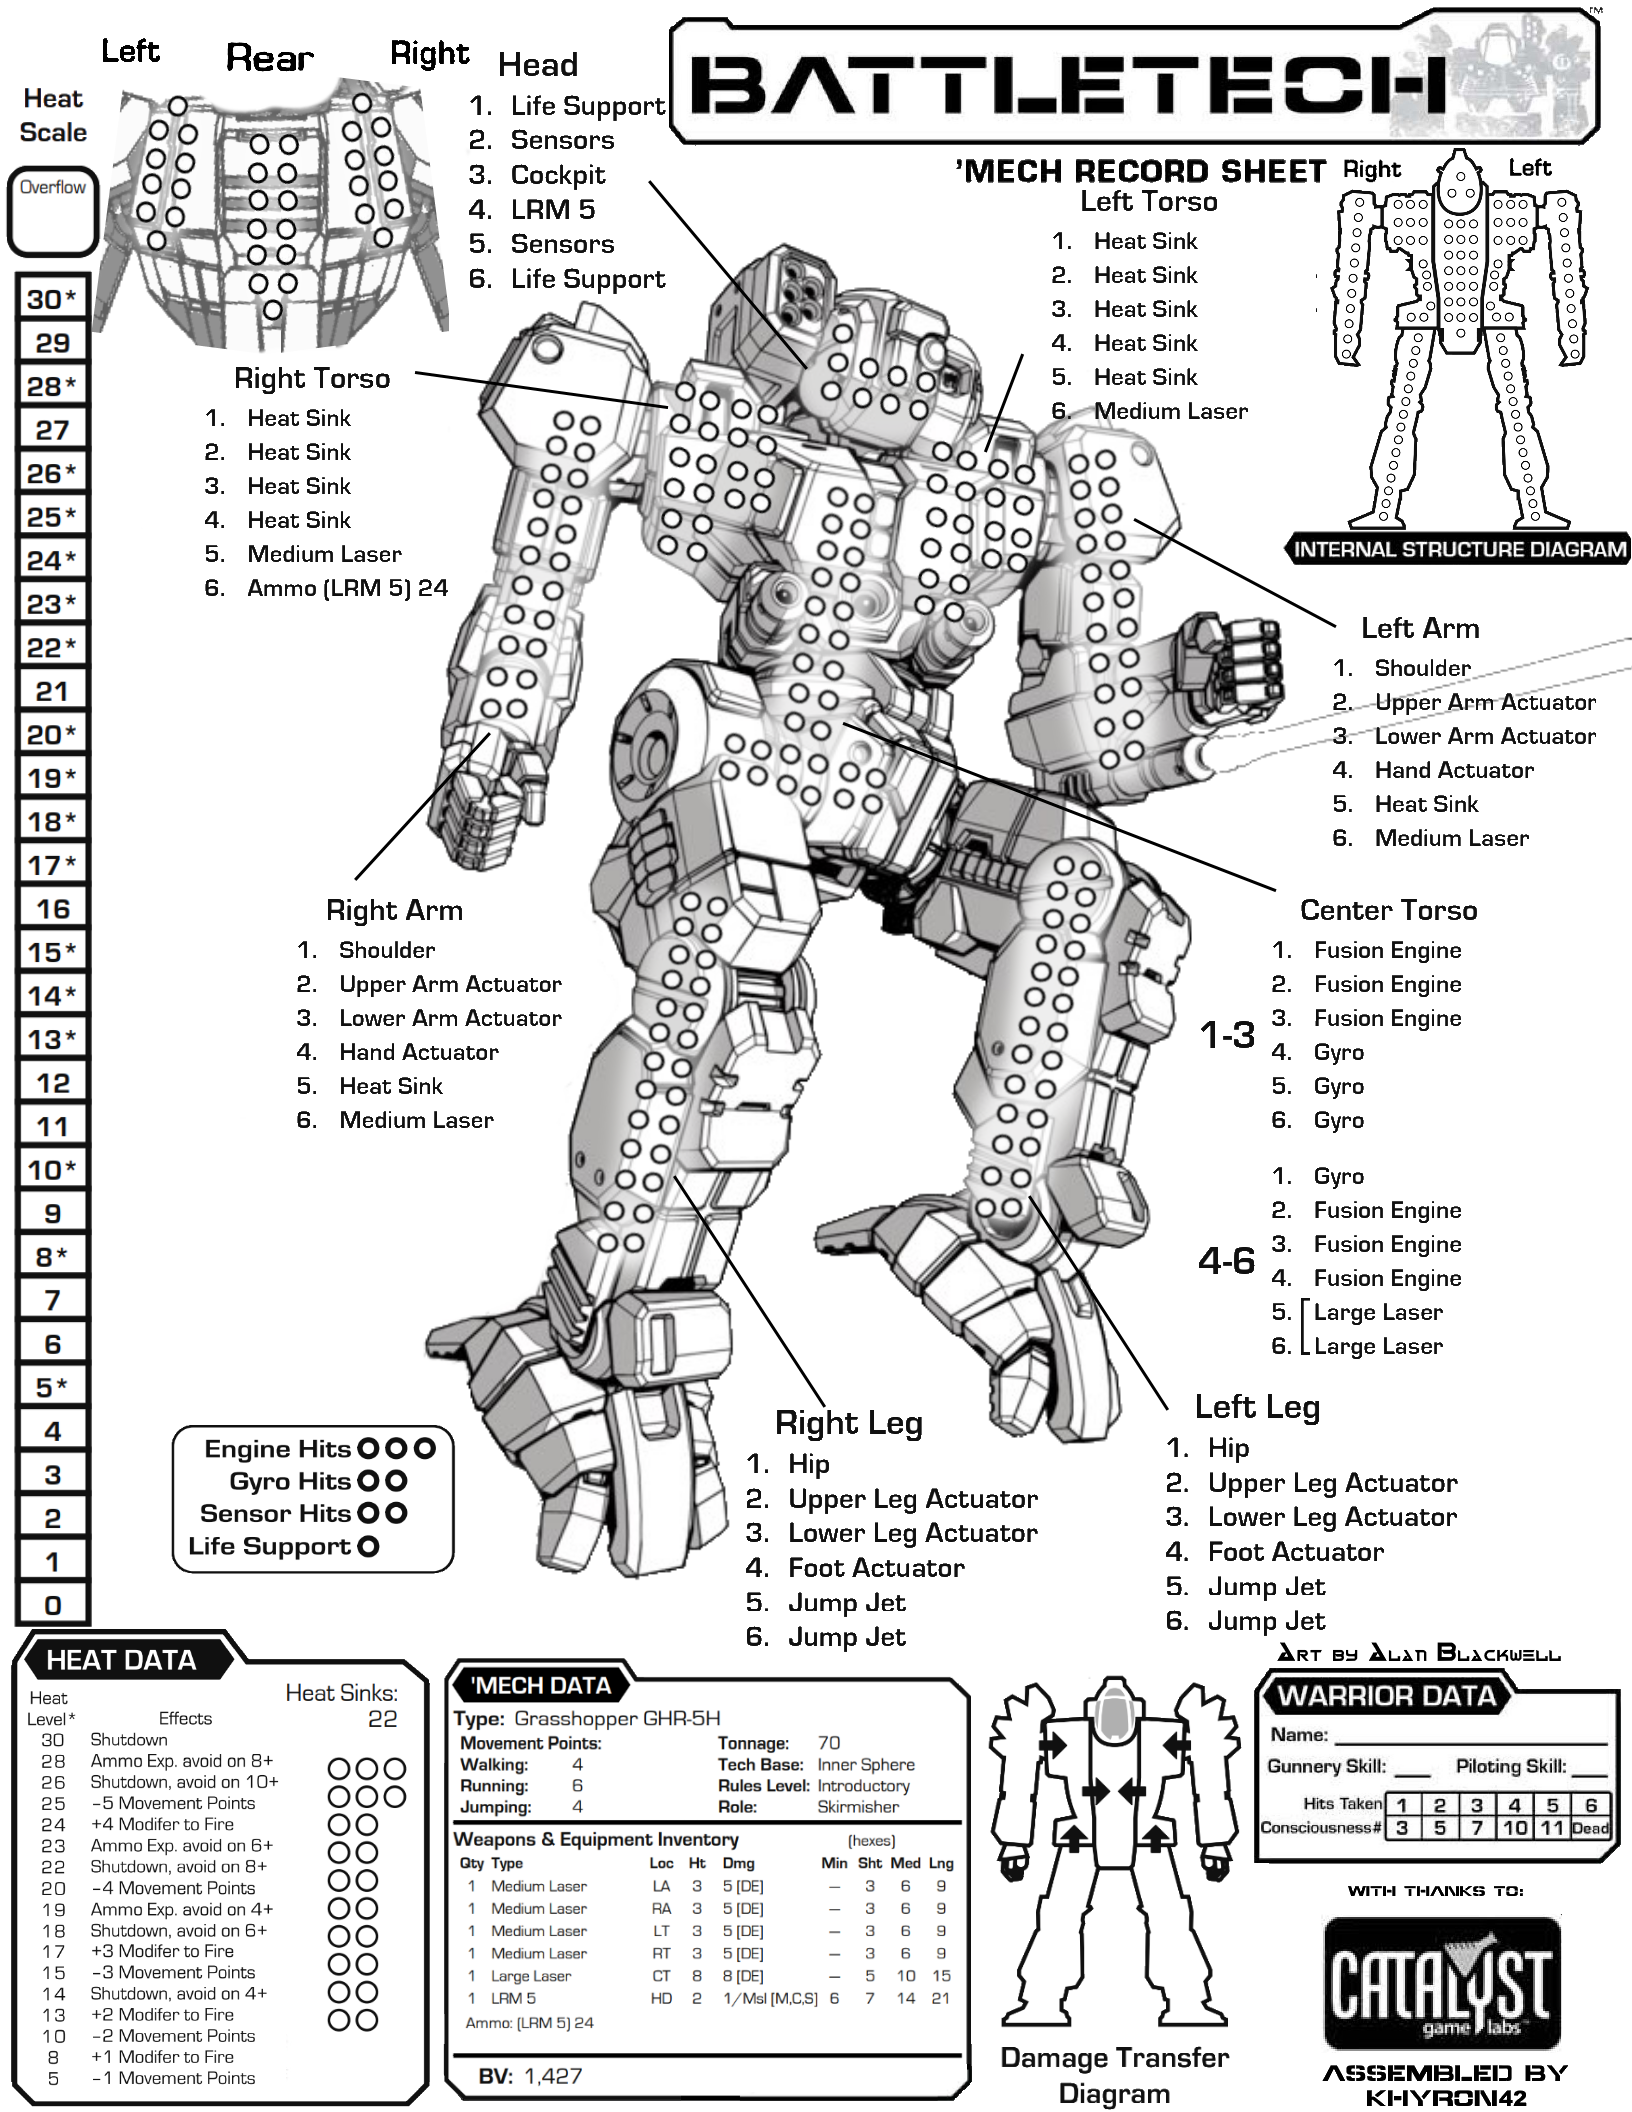 BATTLETECH
TM
'MECH RECORD SHEET
Left
Rear
Right
Heat
Scale
Overflow
30*
29
28*
27
26*
25*
24*
23*
22*
21
20*
19*
18*
17*
16
15*
14*
13*
12
11
10*
9
8*
7
6
5*
4
3
2
1
0
Head
1. Life Support
2. Sensors
3. Cockpit
4. LRM 5
5. Sensors
6. Life Support
Left Torso
1. Heat Sink
2. Heat Sink
3. Heat Sink
4. Heat Sink
5. Heat Sink
6. Medium Laser
Right
Left
INTERNAL STRUCTURE DIAGRAM
Right Torso
1. Heat Sink
2. Heat Sink
3. Heat Sink
4. Heat Sink
5. Medium Laser
6. Ammo (LRM 5) 24
Left Arm
1. Shoulder
2. Upper Arm Actuator
3. Lower Arm Actuator
4. Hand Actuator
5. Heat Sink
6. Medium Laser
Right Arm
1. Shoulder
2. Upper Arm Actuator
3. Lower Arm Actuator
4. Hand Actuator
5. Heat Sink
6. Medium Laser
Center Torso
1-3
1. Fusion Engine
2. Fusion Engine
3. Fusion Engine
4. Gyro
5. Gyro
6. Gyro
4-6
1. Gyro
2. Fusion Engine
3. Fusion Engine
4. Fusion Engine
5. Large Laser
6. Large Laser
Engine Hits
Gyro Hits
Sensor Hits
Life Support
Right Leg
1. Hip
2. Upper Leg Actuator
3. Lower Leg Actuator
4. Foot Actuator
5. Jump Jet
6. Jump Jet
Left Leg
1. Hip
2. Upper Leg Actuator
3. Lower Leg Actuator
4. Foot Actuator
5. Jump Jet
6. Jump Jet
Art by Alan Blackwell
HEAT DATA
Heat Sinks:
22
Heat
Level* Effects
30 Shutdown
28 Ammo Exp. avoid on 8+
26 Shutdown, avoid on 10+
25 -5 Movement Points
24 +4 Modifer to Fire
23 Ammo Exp. avoid on 6+
22 Shutdown, avoid on 8+
20 -4 Movement Points
19 Ammo Exp. avoid on 4+
18 Shutdown, avoid on 6+
17 +3 Modifer to Fire
15 -3 Movement Points
14 Shutdown, avoid on 4+
13 +2 Modifer to Fire
10 -2 Movement Points
8 +1 Modifer to Fire
5 -1 Movement Points
'MECH DATA
Type: Grasshopper GHR-5H
Movement Points: Tonnage: 70
Walking: 4 Tech Base: Inner Sphere
Running: 6 Rules Level: Introductory
Jumping: 4 Role: Skirmisher
Weapons & Equipment Inventory (hexes)
Qty Type Loc Ht Dmg Min Sht Med Lng
1 Medium Laser LA 3 5 [DE] — 3 6 9
1 Medium Laser RA 3 5 [DE] — 3 6 9
1 Medium Laser LT 3 5 [DE] — 3 6 9
1 Medium Laser RT 3 5 [DE] — 3 6 9
1 Large Laser CT 8 8 [DE] — 5 10 15
1 LRM 5 HD 2 1/Msl [M,C,S] 6 7 14 21
Ammo: (LRM 5) 24
BV: 1,427
Damage Transfer
Diagram
WARRIOR DATA
Name:
Gunnery Skill: Piloting Skill:
Hits Taken 1 2 3 4 5 6
Consciousness# 3 5 7 10 11 Dead
WITH THANKS TO:
CATALYST
game labs
ASSEMBLED BY
KHYRON42